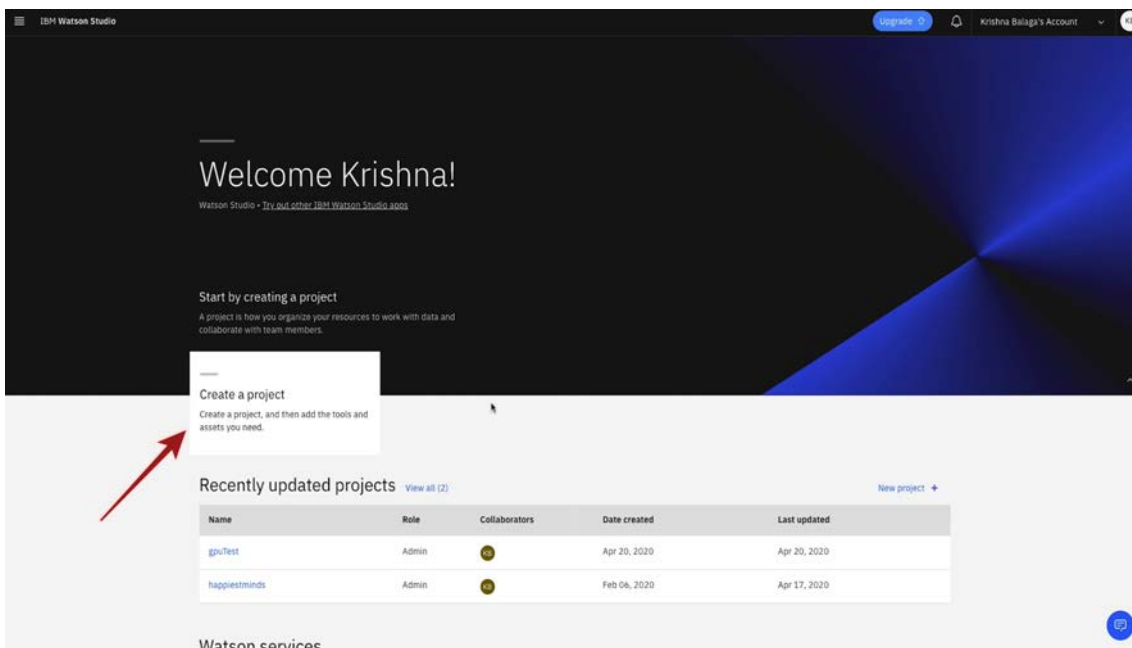 IBM Watson Studio
Upgrade
Krishna Balaga's Account
Welcome Krishna!
Watson Studio • Try out other IBM Watson Studio apps
Start by creating a project
A project is how you organize your resources to work with data and
collaborate with team members.
Create a project
Create a project, and then add the tools and
assets you need.
Recently updated projects View all (2)
New project +
Name Role Collaborators Date created Last updated
gpuTest Admin KB Apr 20, 2020 Apr 20, 2020
happiestminds Admin KB Feb 06, 2020 Apr 17, 2020
Watson services